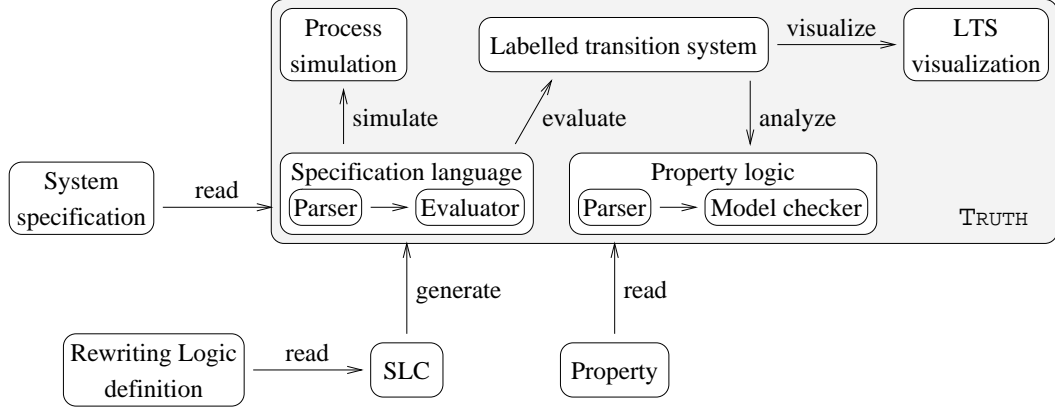 Process
simulation
Labelled transition system
visualize
LTS
visualization
simulate
evaluate
analyze
System
specification
read
Specification language
Parser
Evaluator
Property logic
Parser
Model checker
TRUTH
generate
read
Rewriting Logic
definition
read
SLC
Property